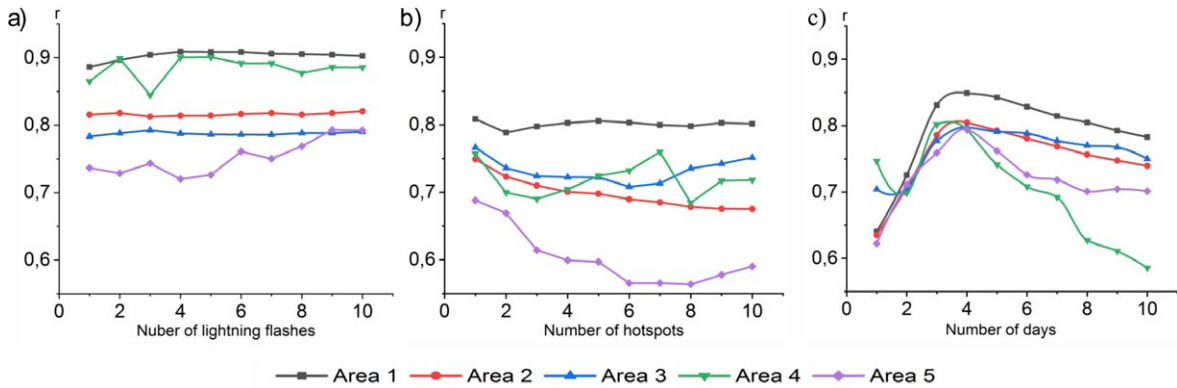 a)
r
0,9
0,8
0,7
0,6
0 2 4 6 8 10
Nuber of lightning flashes
b)
r
0,9
0,8
0,7
0,6
0 2 4 6 8 10
Number of hotspots
c)
r
0,9
0,8
0,7
0,6
0 2 4 6 8 10
Number of days
Area 1 Area 2 Area 3 Area 4 Area 5